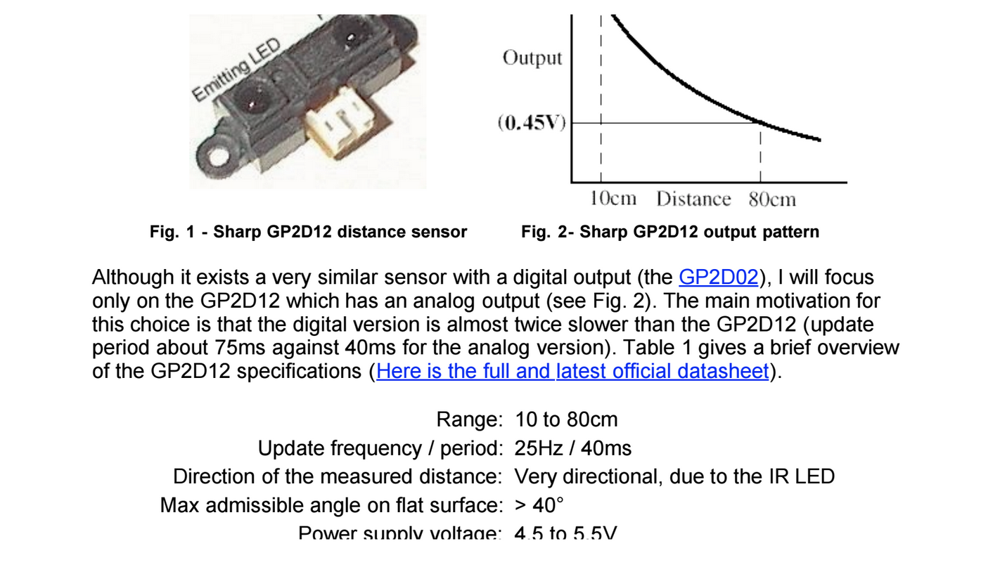 Emitting LED
Output
(0.45V)
10cm Distance 80cm
Fig. 1 - Sharp GP2D12 distance sensor
Fig. 2- Sharp GP2D12 output pattern
Although it exists a very similar sensor with a digital output (the GP2D02), I will focus
only on the GP2D12 which has an analog output (see Fig. 2). The main motivation for
this choice is that the digital version is almost twice slower than the GP2D12 (update
period about 75ms against 40ms for the analog version). Table 1 gives a brief overview
of the GP2D12 specifications (Here is the full and latest official datasheet).
Range: 10 to 80cm
Update frequency / period: 25Hz / 40ms
Direction of the measured distance: Very directional, due to the IR LED
Max admissible angle on flat surface: > 40°
Power supply voltage: 4.5 to 5.5V